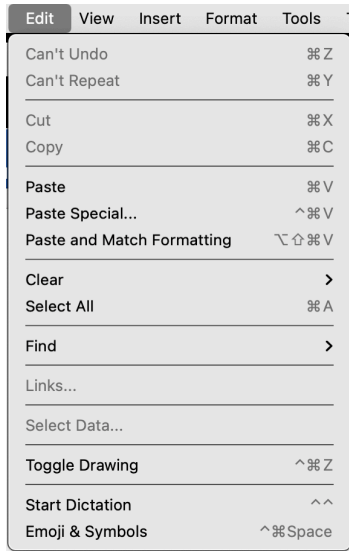 Edit View Insert Format Tools
Can't Undo ⌘Z
Can't Repeat ⌘Y
Cut ⌘X
Copy ⌘C
Paste ⌘V
Paste Special... ^⌘V
Paste and Match Formatting ⌥⇧⌘V
Clear >
Select All ⌘A
Find >
Links...
Select Data...
Toggle Drawing ^⌘Z
Start Dictation ^^
Emoji & Symbols ^⌘Space